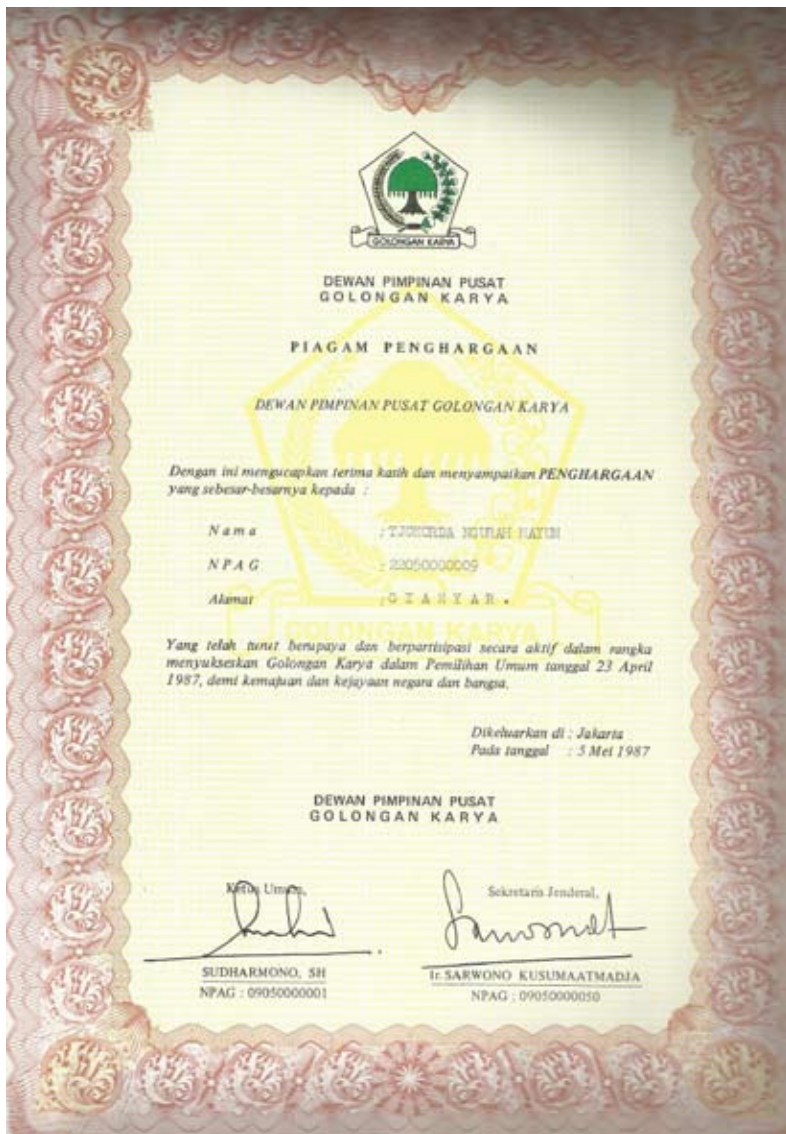 GOLONGAN KARYA
DEWAN PIMPINAN PUSAT
GOLONGAN KARYA
PIAGAM PENGHARGAAN
DEWAN PIMPINAN PUSAT GOLONGAN KARYA
Dengan ini mengucapkan terima kasih dan menyampaikan PENGHARGAAN
yang sebesar-besarnya kepada :
Nama : TJOKORDA NGURAH
NPAG : 22050000009
Alamat : GIANYAR.
GOLONGAN KARYA
Yang telah turut berupaya dan berpartisipasi secara aktif dalam rangka
menyukseskan Golongan Karya dalam Pemilihan Umum tanggal 23 April
1987, demi kemajuan dan kejayaan negara dan bangsa.
Dikeluarkan di : Jakarta
Pada tanggal : 5 Mei 1987
DEWAN PIMPINAN PUSAT
GOLONGAN KARYA
Ketua Umum,
Sekretaris Jenderal,
SUDHARMONO, SH
NPAG : 09050000001
Ir. SARWONO KUSUMAATMADJA
NPAG : 09050000050